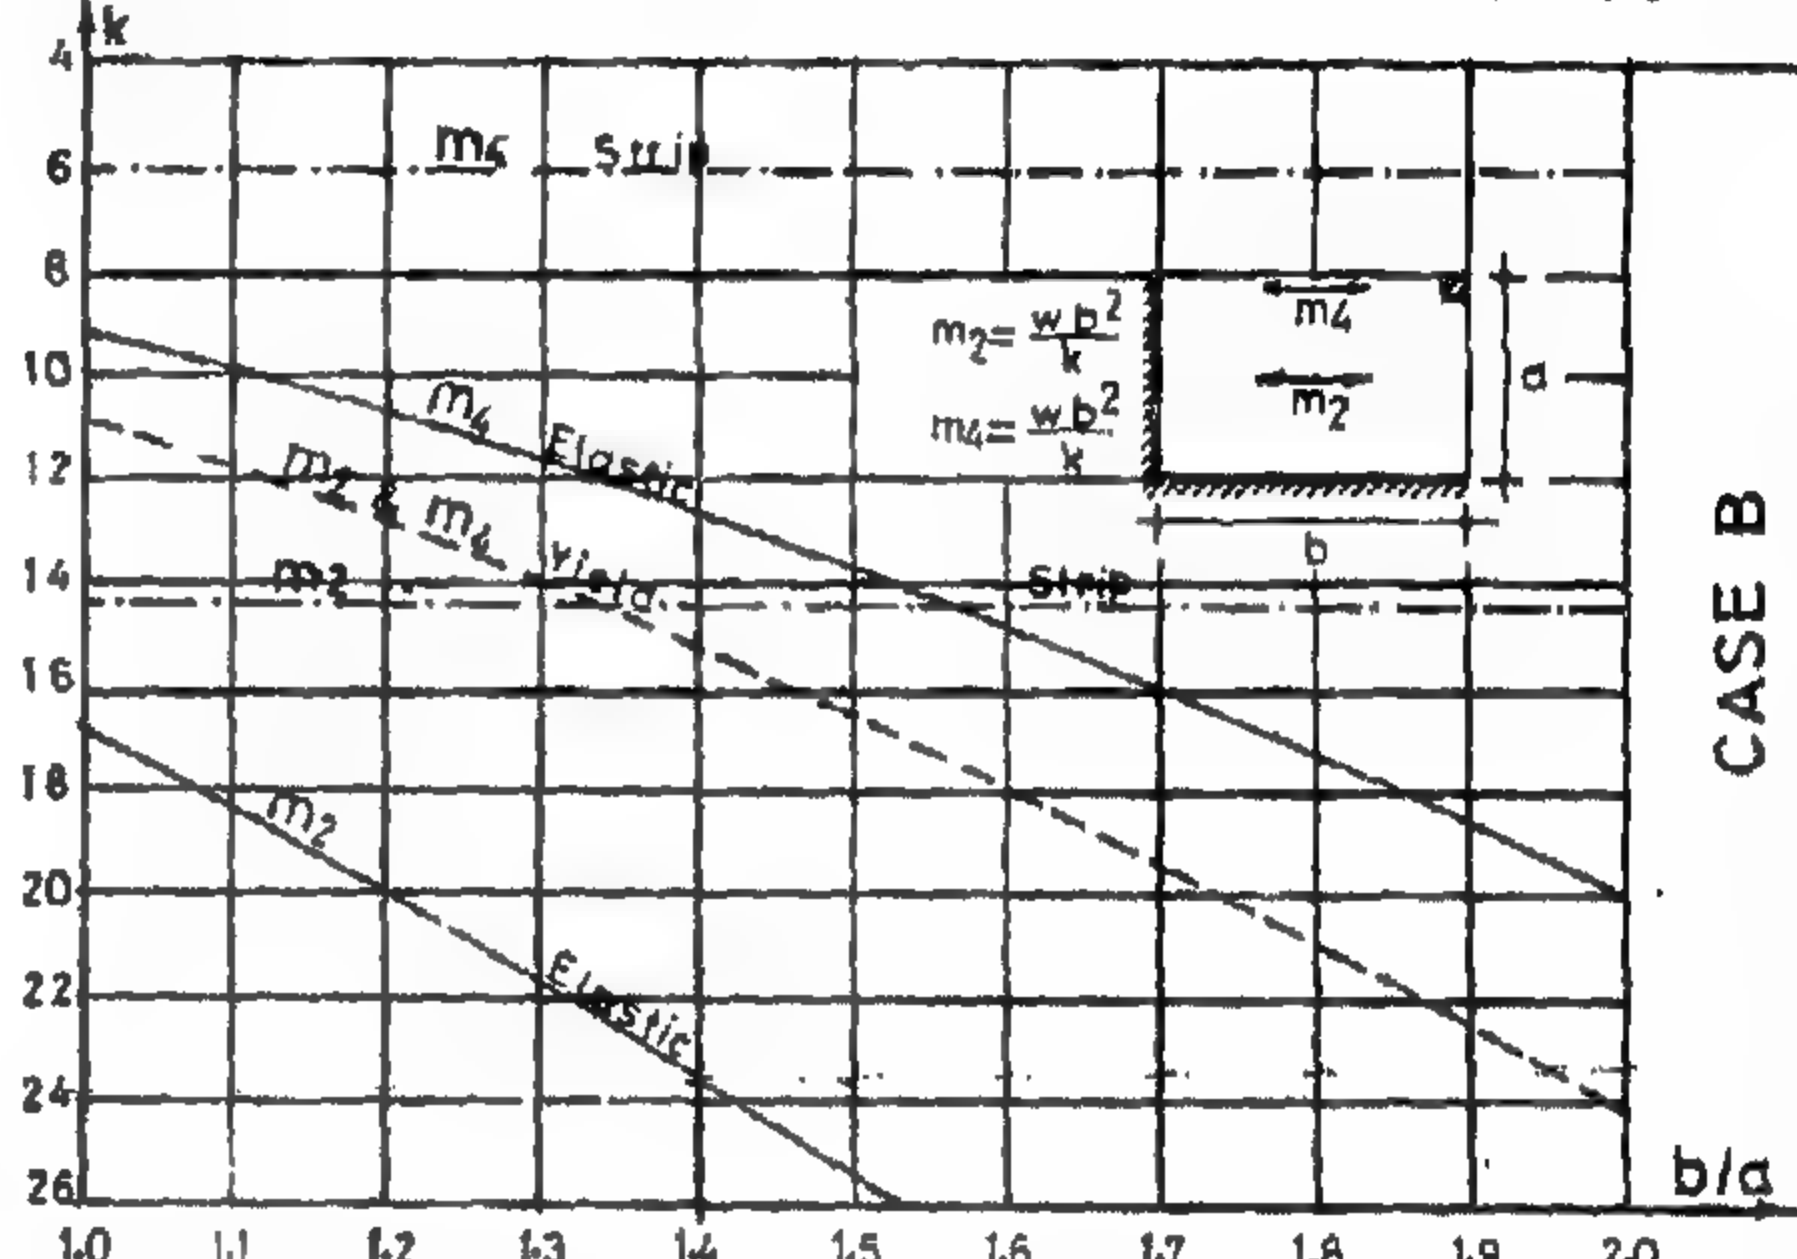 k
4
m4 Strip
6
8
m2 = w b² / k
m4
10
m2
a
m4 = w b² / k
m4 Elastic
12
m2 & m4 Yield
b
14
m2
Strip
16
18
m2
20
Elastic
22
24
26
b/a
1.0 1.1 1.2 1.3 1.4 1.5 1.6 1.7 1.8 1.9 2.0
CASE B